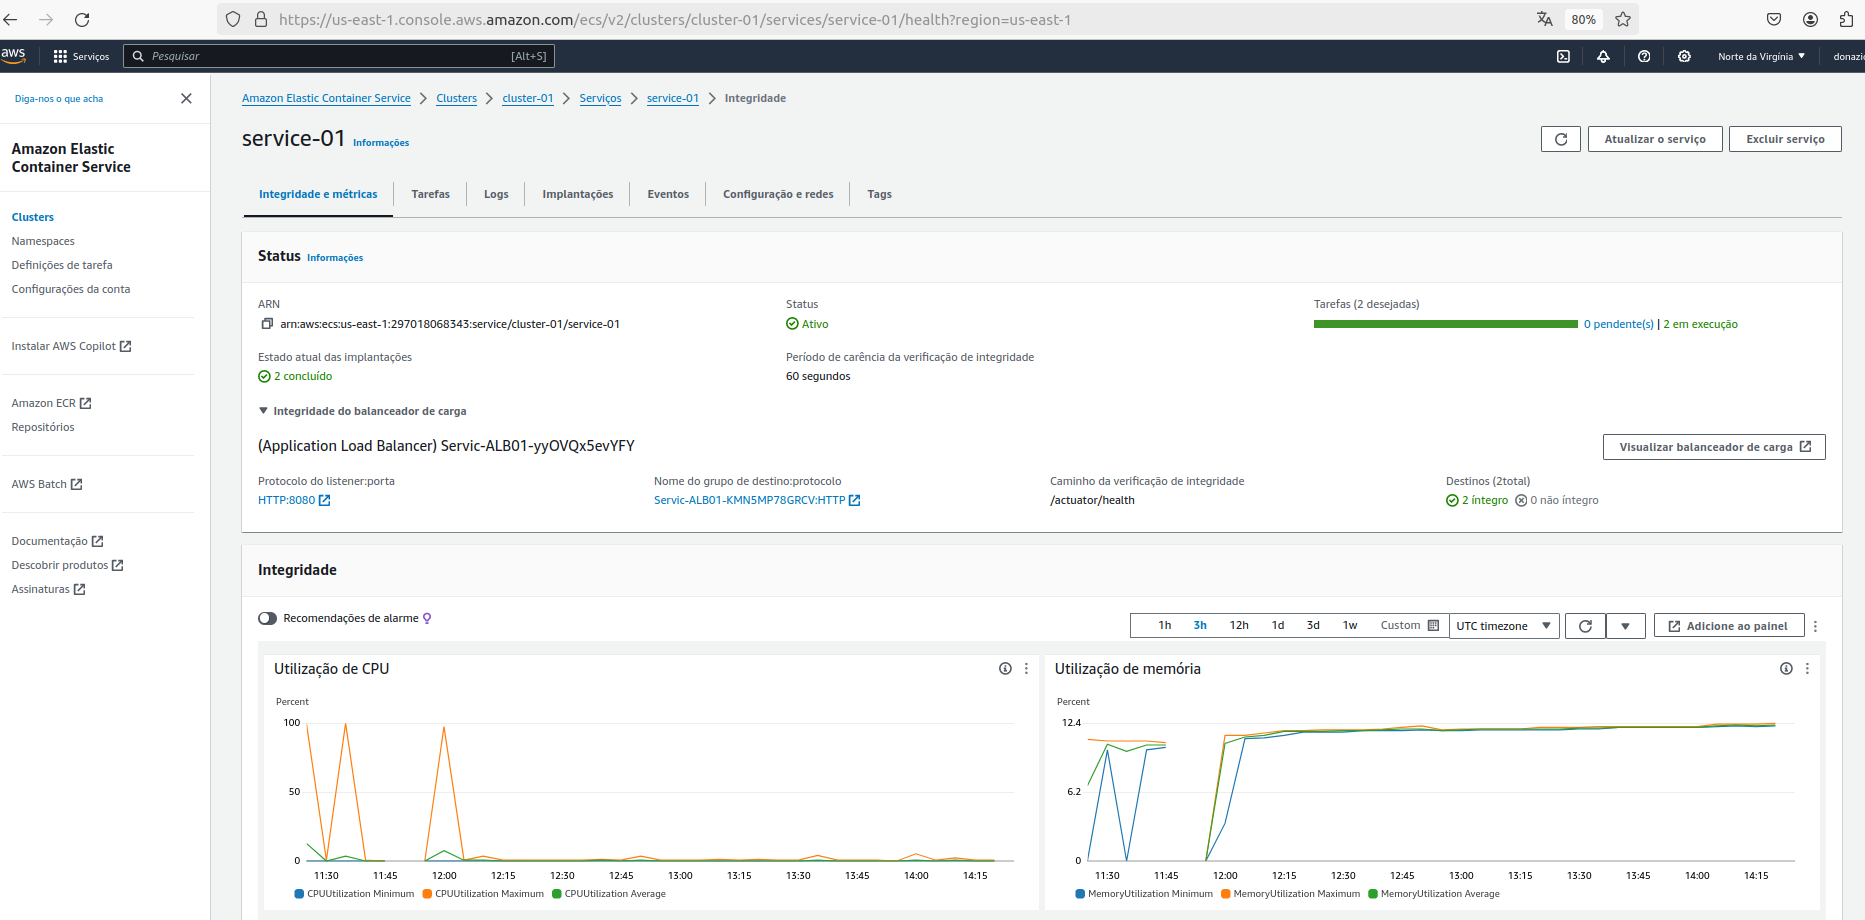 https://us-east-1.console.aws.amazon.com/ecs/v2/clusters/cluster-01/services/service-01/health?region=us-east-1
80%
aws
Serviços
Pesquisar
[Alt+S]
Norte da Virgínia
donazi
Diga-nos o que acha
Amazon Elastic Container Service
Clusters
cluster-01
Serviços
service-01
Integridade
Amazon Elastic
Container Service
service-01 Informações
Atualizar o serviço
Excluir serviço
Integridade e métricas
Tarefas
Logs
Implantações
Eventos
Configuração e redes
Tags
Clusters
Namespaces
Definições de tarefa
Configurações da conta
Instalar AWS Copilot
Amazon ECR
Repositórios
AWS Batch
Documentação
Descobrir produtos
Assinaturas
Status Informações
ARN
arn:aws:ecs:us-east-1:297018068343:service/cluster-01/service-01
Status
Ativo
Tarefas (2 desejadas)
0 pendente(s) | 2 em execução
Estado atual das implantações
2 concluído
Período de carência da verificação de integridade
60 segundos
Integridade do balanceador de carga
(Application Load Balancer) Servic-ALB01-yyOVQx5evYFY
Visualizar balanceador de carga
Protocolo do listener:porta
HTTP:8080
Nome do grupo de destino:protocolo
Servic-ALB01-KMN5MP78GRCV:HTTP
Caminho da verificação de integridade
/actuator/health
Destinos (2total)
2 íntegro
0 não íntegro
Integridade
Recomendações de alarme
1h
3h
12h
1d
3d
1w
Custom
UTC timezone
Adicione ao painel
Utilização de CPU
Percent
100
50
0
11:30 11:45 12:00 12:15 12:30 12:45 13:00 13:15 13:30 13:45 14:00 14:15
CPUUtilization Minimum CPUUtilization Maximum CPUUtilization Average
Utilização de memória
Percent
12.4
6.2
0
11:30 11:45 12:00 12:15 12:30 12:45 13:00 13:15 13:30 13:45 14:00 14:15
MemoryUtilization Minimum MemoryUtilization Maximum MemoryUtilization Average